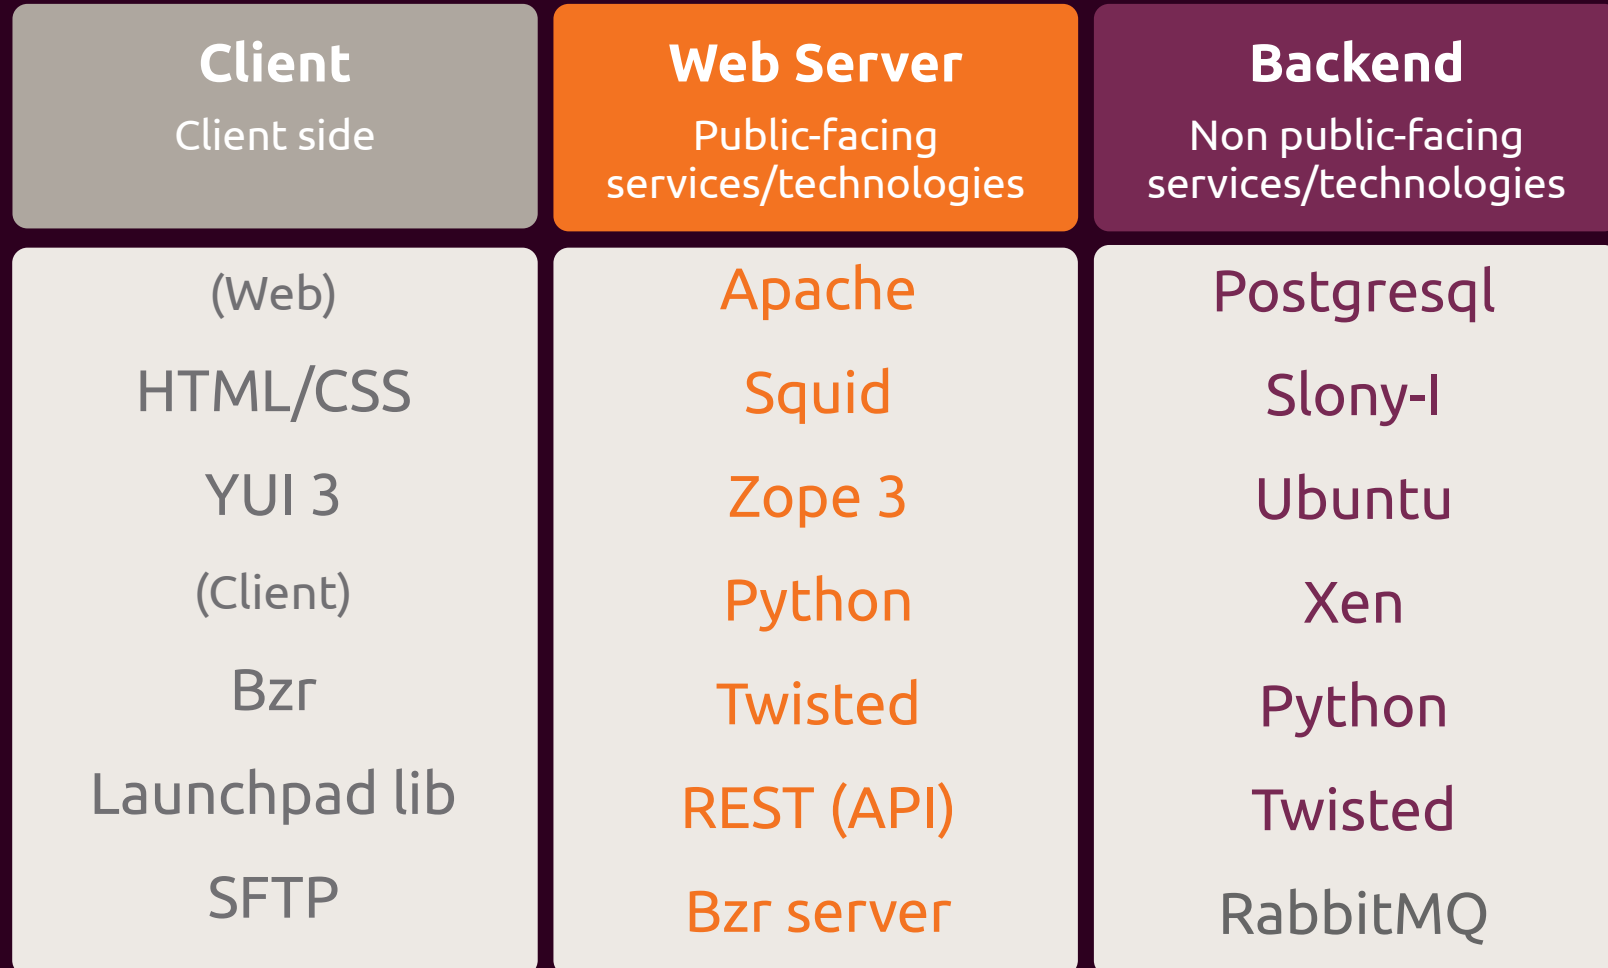 Client
Client side
(Web)
HTML/CSS
YUI 3
(Client)
Bzr
Launchpad lib
SFTP
Web Server
Public-facing
services/technologies
Apache
Squid
Zope 3
Python
Twisted
REST (API)
Bzr server
Backend
Non public-facing
services/technologies
Postgresql
Slony-I
Ubuntu
Xen
Python
Twisted
RabbitMQ